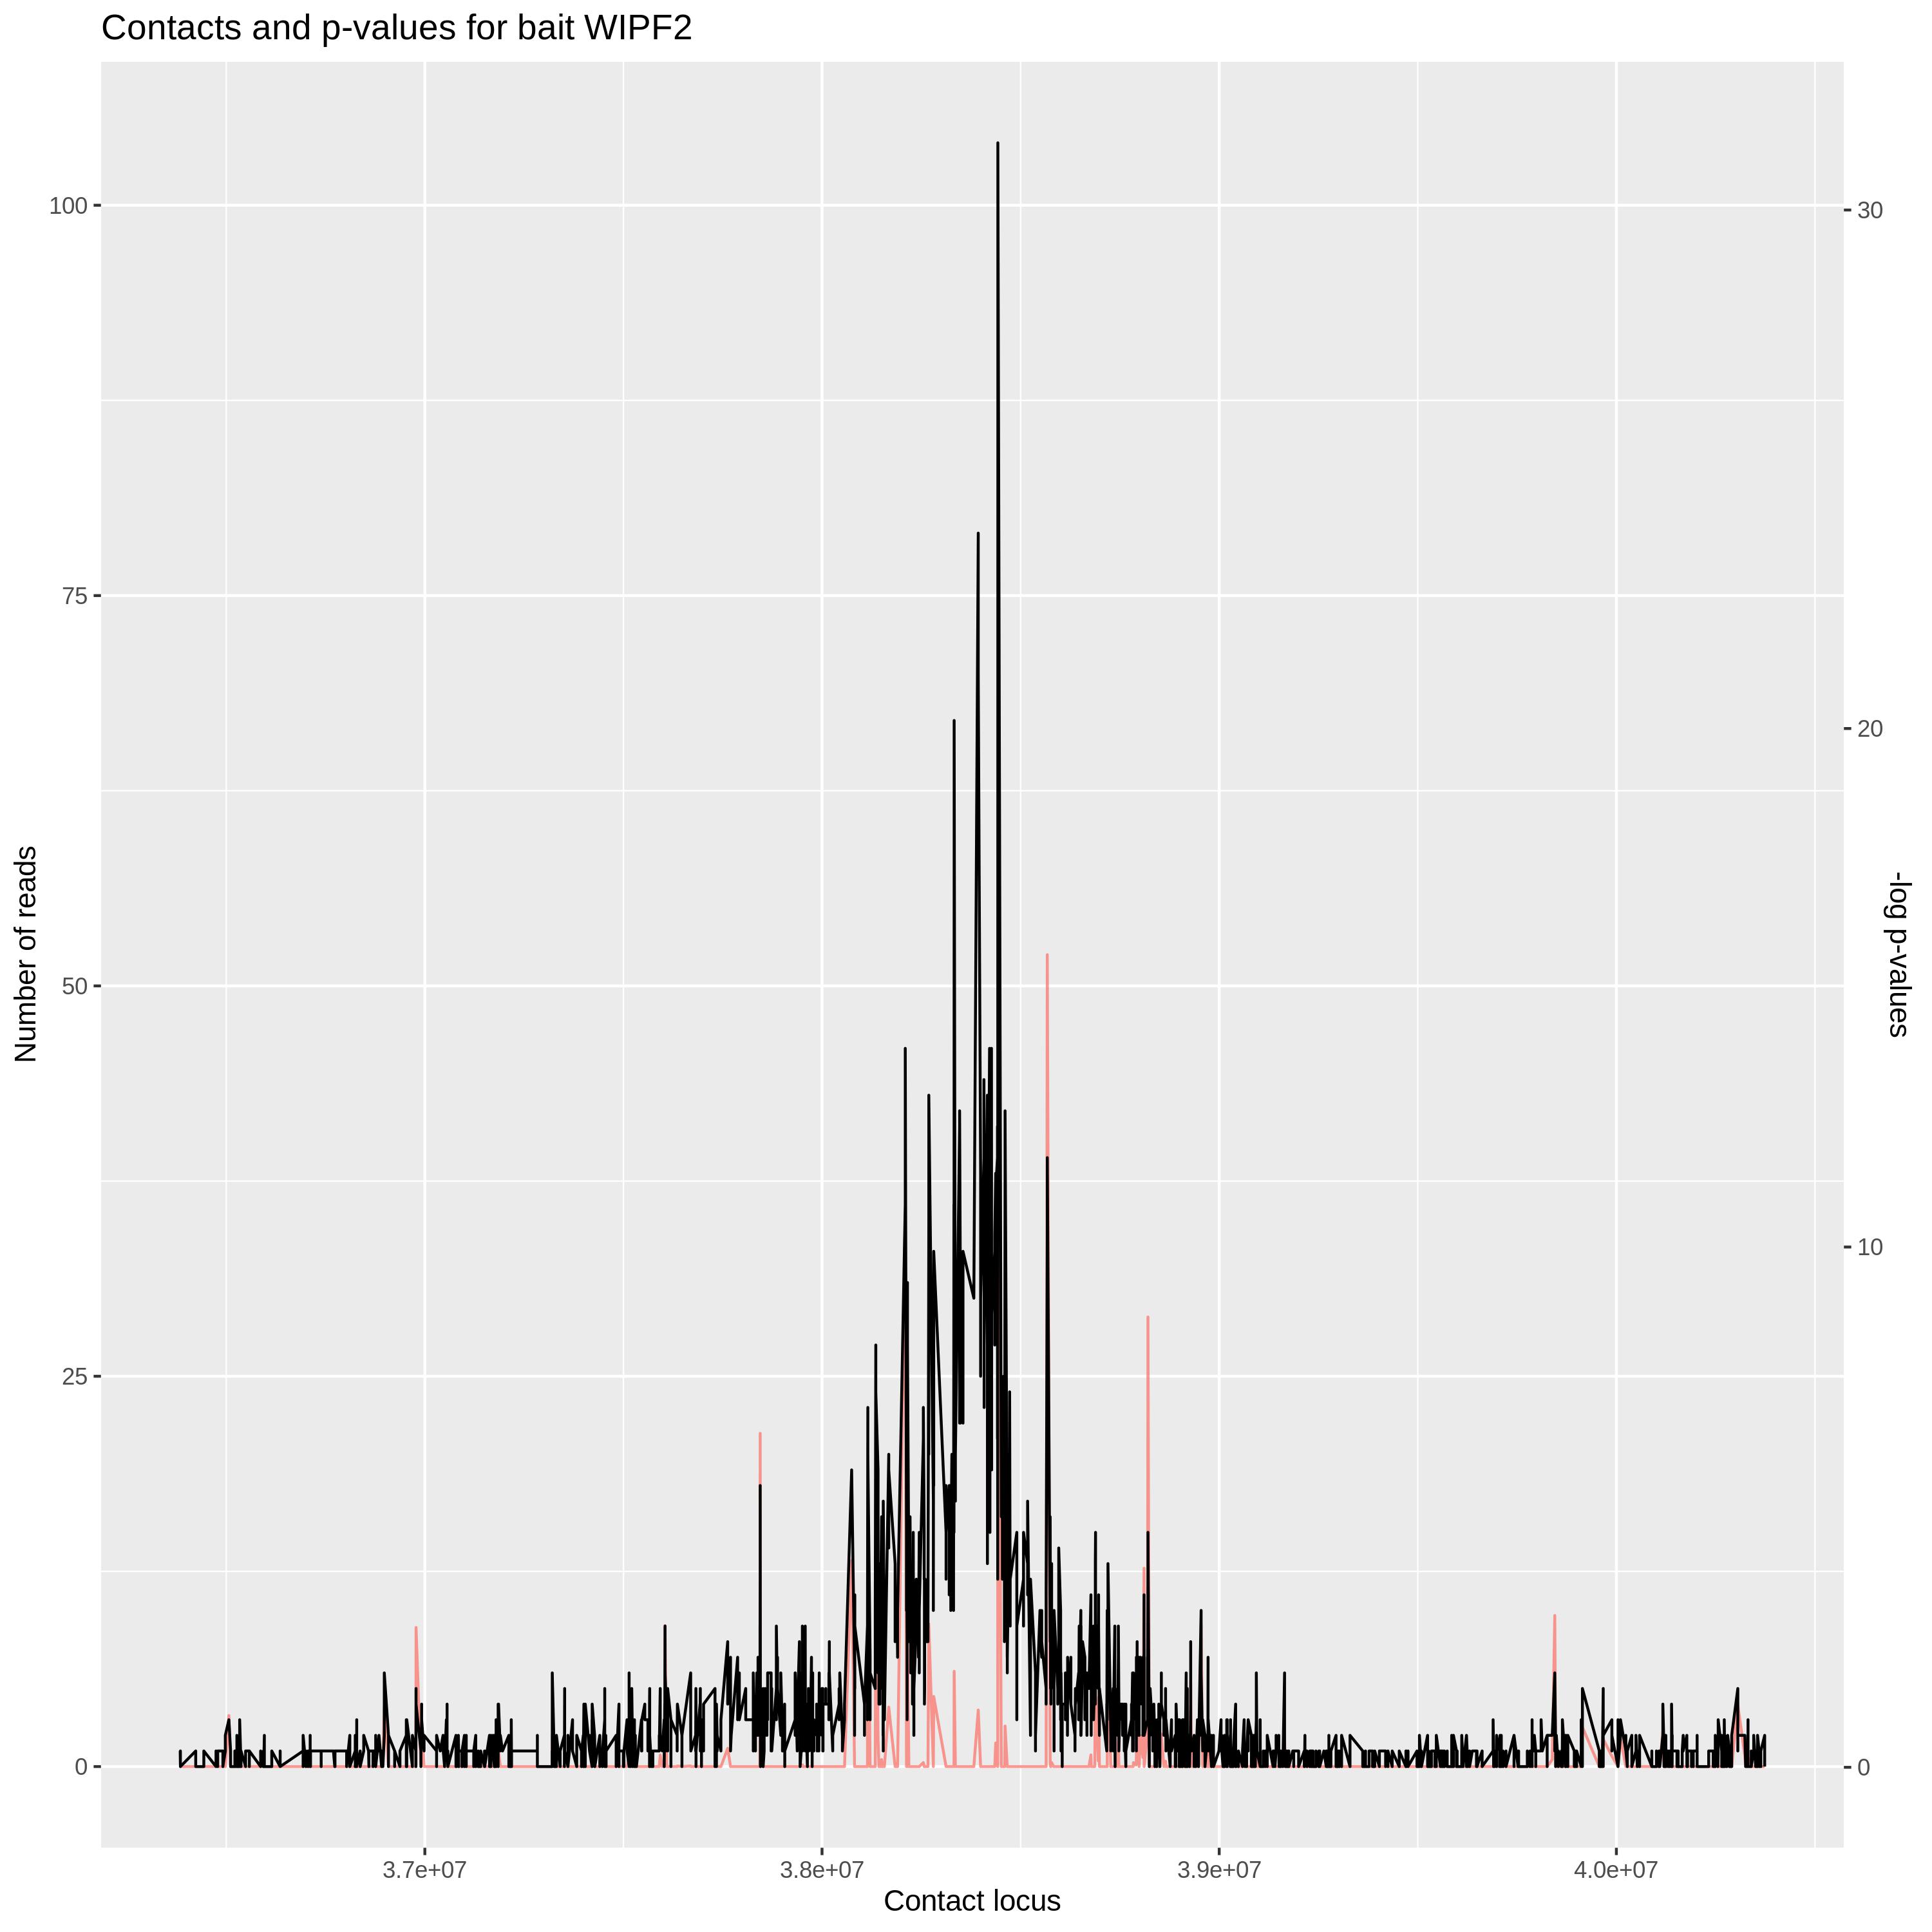 Contacts and p-values for bait WIPF2
100
75
50
25
0
Number of reads
30
20
10
0
-log p-values
3.7e+07
3.8e+07
3.9e+07
4.0e+07
Contact locus